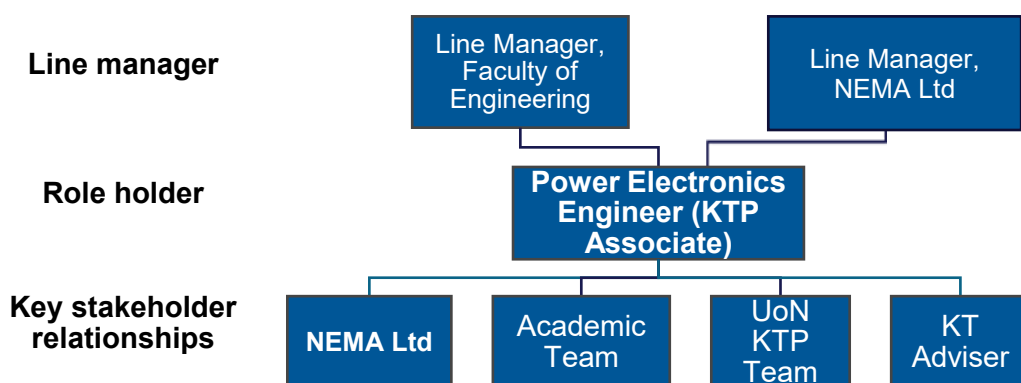 Line manager
Line Manager,
Faculty of
Engineering
Line Manager,
NEMA Ltd
Role holder
Power Electronics
Engineer (KTP
Associate)
Key stakeholder
relationships
NEMA Ltd
Academic
Team
UoN
KTP
Team
KT
Adviser